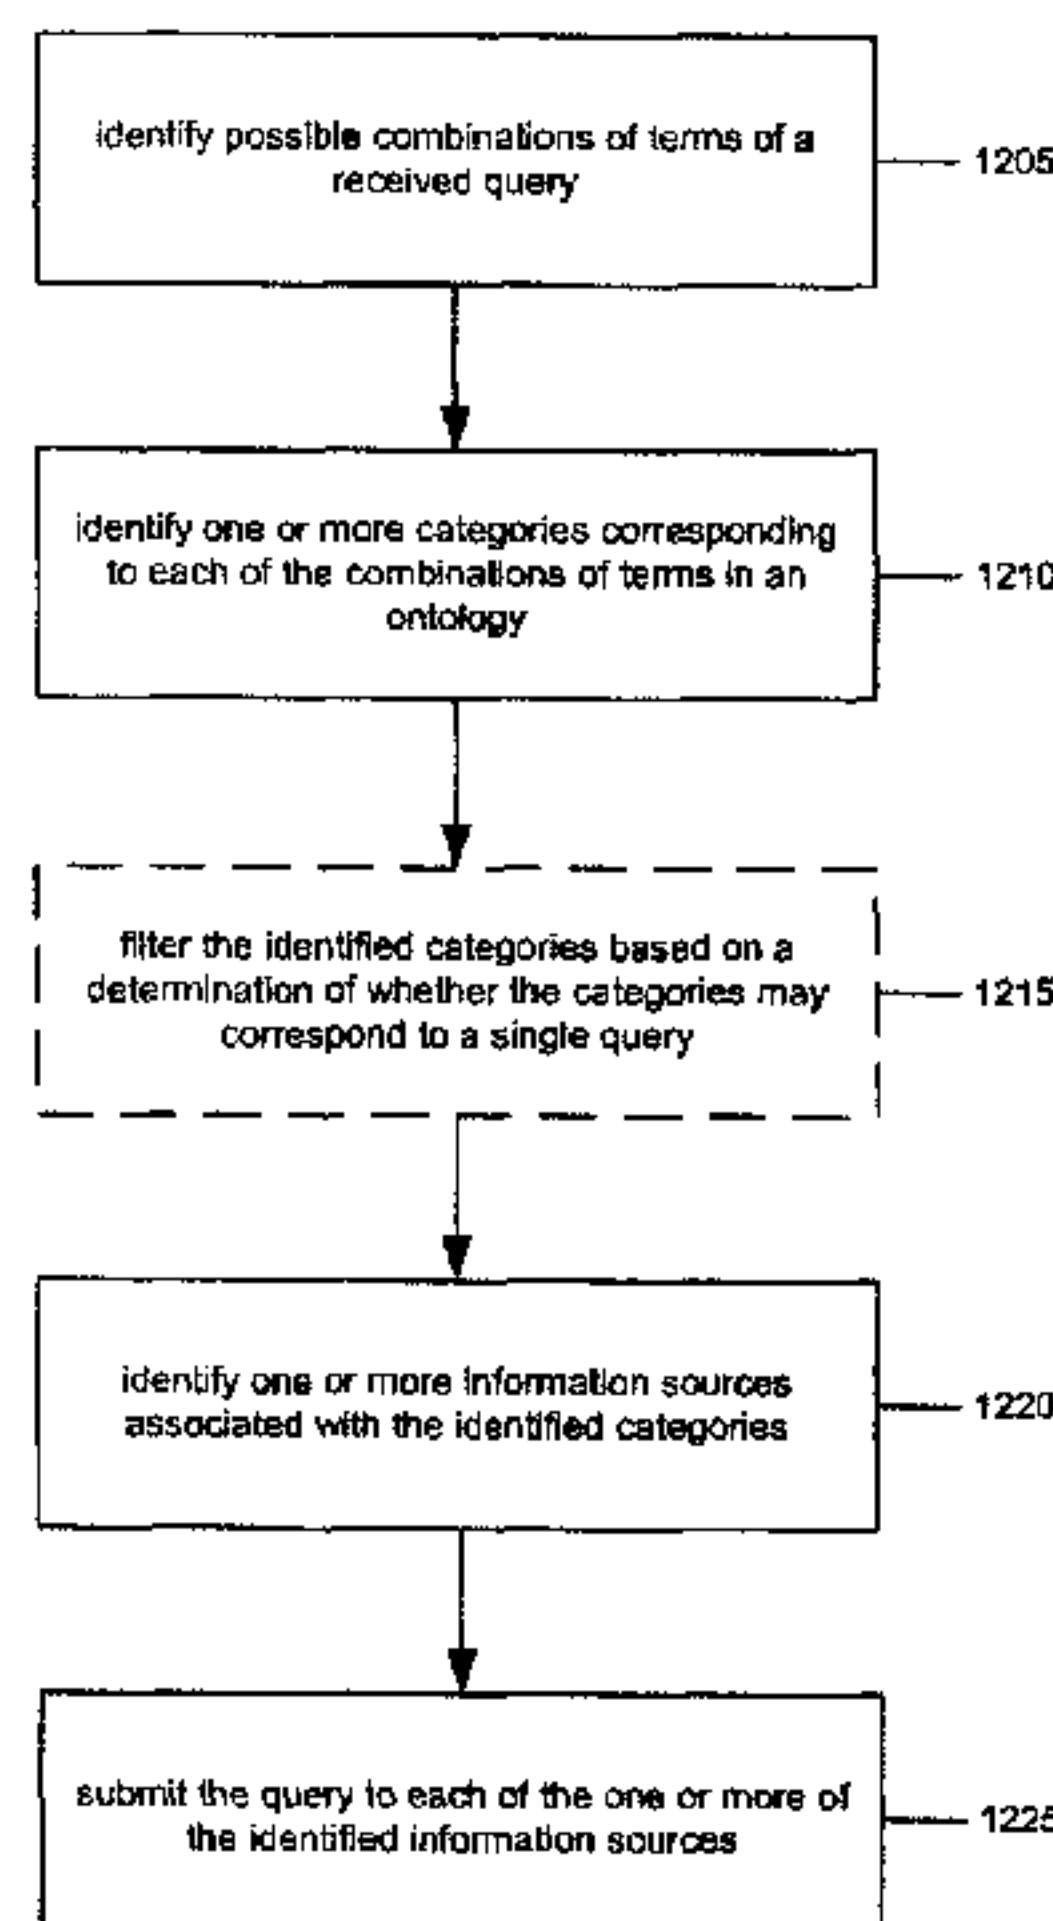 identify possible combinations of terms of a
received query
1205
identify one or more categories corresponding
to each of the combinations of terms in an
ontology
1210
filter the identified categories based on a
determination of whether the categories may
correspond to a single query
1215
identify one or more information sources
associated with the identified categories
1220
submit the query to each of the one or more of
the identified information sources
1225